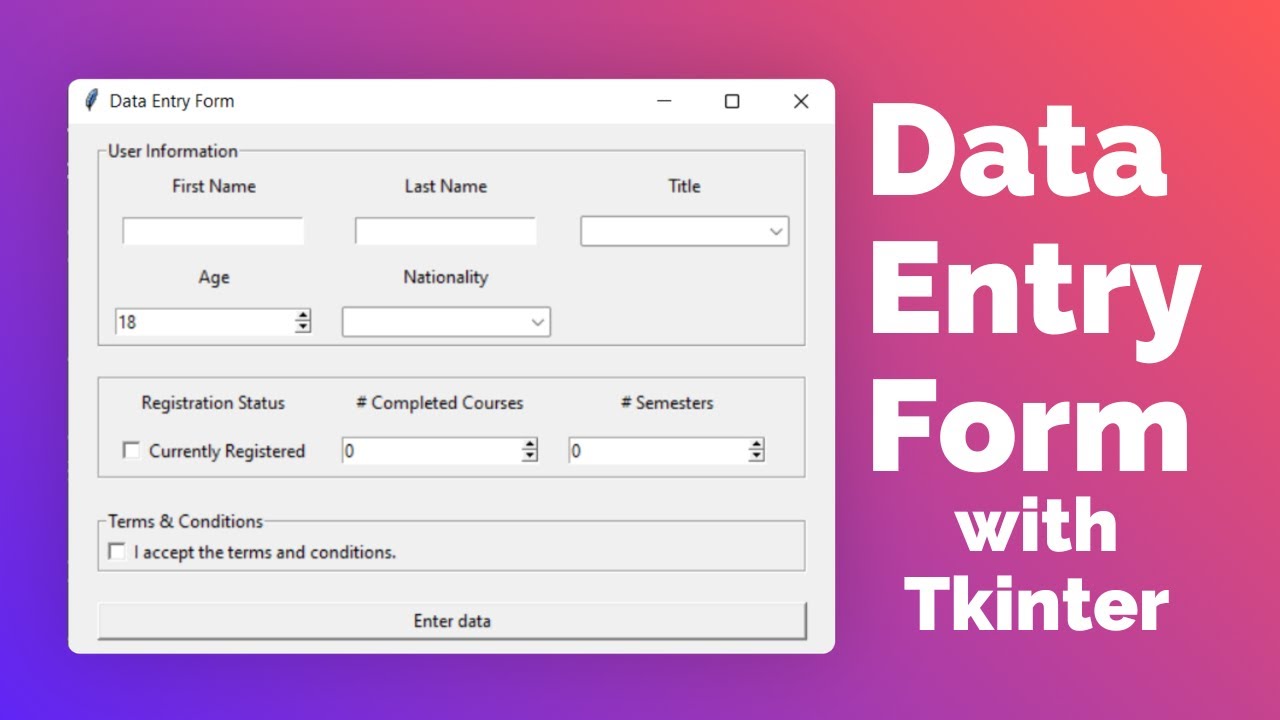 Data Entry Form
User Information
First Name Last Name Title
Age Nationality
18
Registration Status # Completed Courses # Semesters
Currently Registered 0 0
Terms & Conditions
I accept the terms and conditions.
Enter data
Data
Entry
Form
with
Tkinter